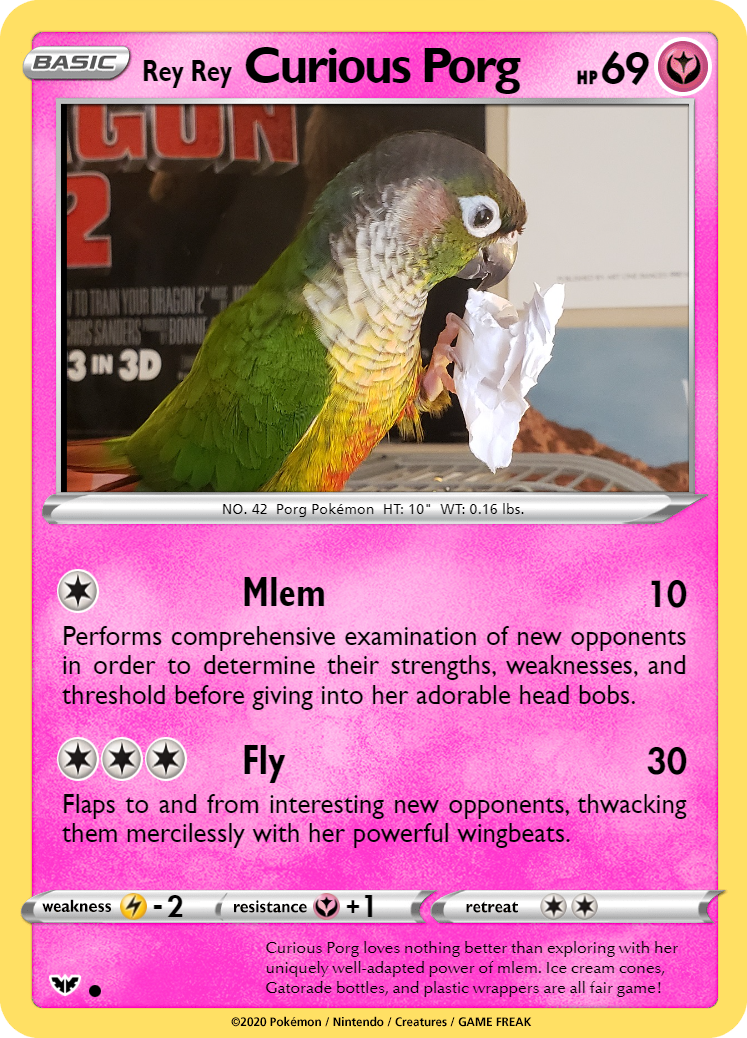 BASIC
Rey Rey Curious Porg HP 69
AGON
2
TO TRAIN YOUR DRAGON 2"
CHRIS SANDERS
BONNIE
3 IN 3D
NO. 42 Porg Pokémon HT: 10" WT: 0.16 lbs.
Mlem 10
Performs comprehensive examination of new opponents
in order to determine their strengths, weaknesses, and
threshold before giving into her adorable head bobs.
Fly 30
Flaps to and from interesting new opponents, thwacking
them mercilessly with her powerful wingbeats.
weakness - 2 resistance +1 retreat
Curious Porg loves nothing better than exploring with her
uniquely well-adapted power of mlem. Ice cream cones,
Gatorade bottles, and plastic wrappers are all fair game!
©2020 Pokémon / Nintendo / Creatures / GAME FREAK